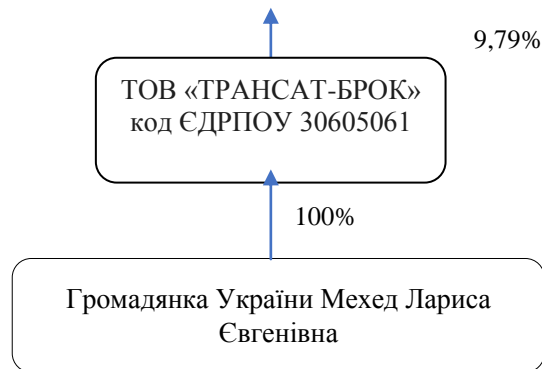 9,79%
ТОВ «ТРАНСАТ-БРОК»
код ЄДРПОУ 30605061
100%
Громадянка України Мехед Лариса
Євгенівна